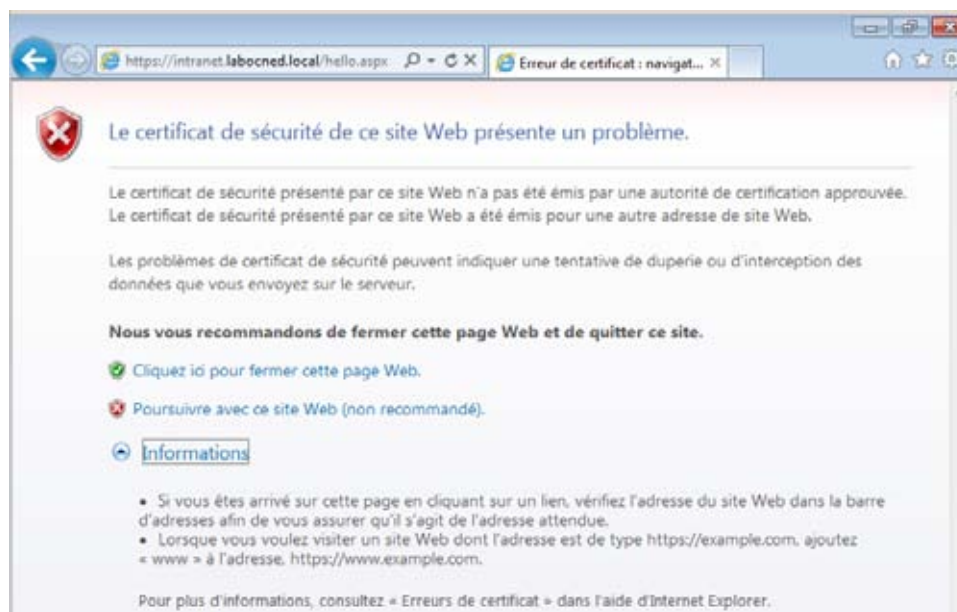 https://intranet.labocned.local/hello.aspx
Erreur de certificat : navigat...
Le certificat de sécurité de ce site Web présente un problème.
Le certificat de sécurité présenté par ce site Web n'a pas été émis par une autorité de certification approuvée.
Le certificat de sécurité présenté par ce site Web a été émis pour une autre adresse de site Web.
Les problèmes de certificat de sécurité peuvent indiquer une tentative de duperie ou d'interception des
données que vous envoyez sur le serveur.
Nous vous recommandons de fermer cette page Web et de quitter ce site.
Cliquez ici pour fermer cette page Web.
Poursuivre avec ce site Web (non recommandé).
Informations
• Si vous êtes arrivé sur cette page en cliquant sur un lien, vérifiez l'adresse du site Web dans la barre
d'adresses afin de vous assurer qu'il s'agit de l'adresse attendue.
• Lorsque vous voulez visiter un site Web dont l'adresse est de type https://example.com, ajoutez
« www » à l'adresse, https://www.example.com.
Pour plus d'informations, consultez « Erreurs de certificat » dans l'aide d'Internet Explorer.